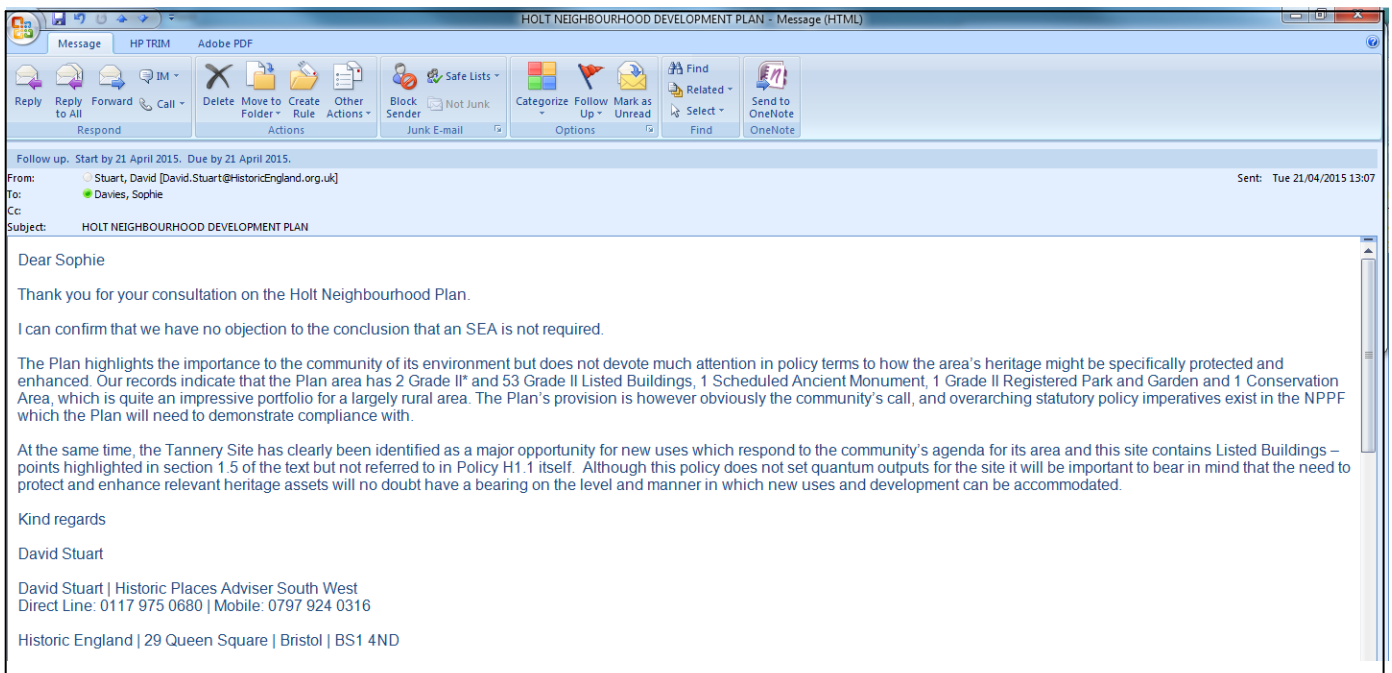 HOLT NEIGHBOURHOOD DEVELOPMENT PLAN - Message (HTML)
Message HP TRIM Adobe PDF
Reply Reply to All Forward IM Call
Respond
Delete Move to Folder Create Rule Other Actions
Actions
Block Sender Safe Lists Not Junk
Junk E-mail
Categorize Follow Up Mark as Unread
Options
Find Related Select
Find
Send to OneNote
OneNote
Follow up. Start by 21 April 2015. Due by 21 April 2015.
From: Stuart, David [David.Stuart@HistoricEngland.org.uk] Sent: Tue 21/04/2015 13:07
To: Davies, Sophie
Cc:
Subject: HOLT NEIGHBOURHOOD DEVELOPMENT PLAN
Dear Sophie
Thank you for your consultation on the Holt Neighbourhood Plan.
I can confirm that we have no objection to the conclusion that an SEA is not required.
The Plan highlights the importance to the community of its environment but does not devote much attention in policy terms to how the area's heritage might be specifically protected and
enhanced. Our records indicate that the Plan area has 2 Grade II* and 53 Grade II Listed Buildings, 1 Scheduled Ancient Monument, 1 Grade II Registered Park and Garden and 1 Conservation
Area, which is quite an impressive portfolio for a largely rural area. The Plan's provision is however obviously the community's call, and overarching statutory policy imperatives exist in the NPPF
which the Plan will need to demonstrate compliance with.
At the same time, the Tannery Site has clearly been identified as a major opportunity for new uses which respond to the community's agenda for its area and this site contains Listed Buildings –
points highlighted in section 1.5 of the text but not referred to in Policy H1.1 itself. Although this policy does not set quantum outputs for the site it will be important to bear in mind that the need to
protect and enhance relevant heritage assets will no doubt have a bearing on the level and manner in which new uses and development can be accommodated.
Kind regards
David Stuart
David Stuart | Historic Places Adviser South West
Direct Line: 0117 975 0680 | Mobile: 0797 924 0316
Historic England | 29 Queen Square | Bristol | BS1 4ND